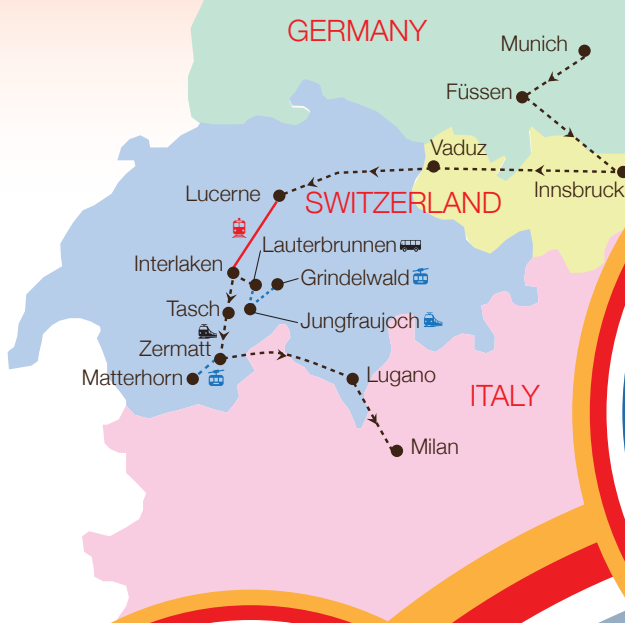 GERMANY
Munich
Füssen
Vaduz
Innsbruck
Lucerne
SWITZERLAND
Lauterbrunnen
Interlaken
Grindelwald
Tasch
Jungfraujoch
Zermatt
Matterhorn
Lugano
ITALY
Milan